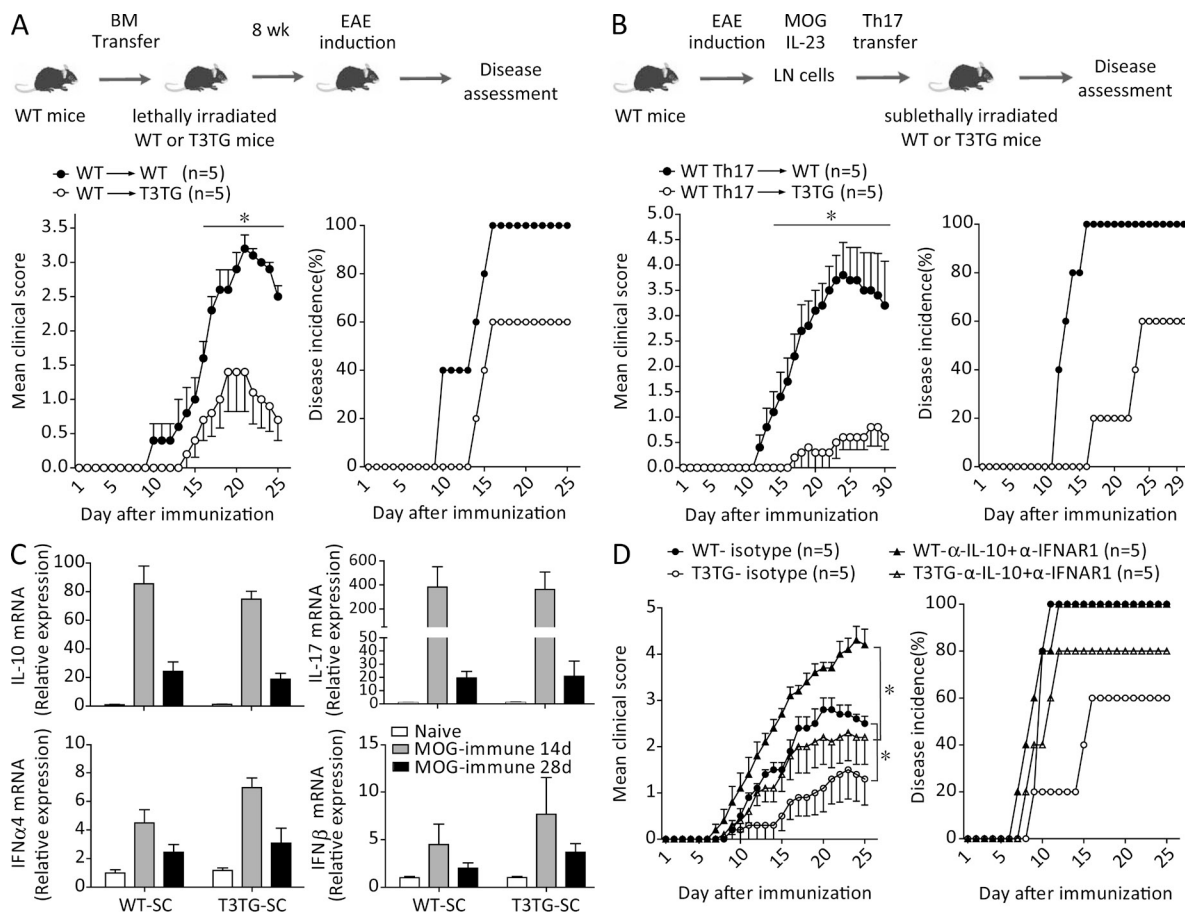 A
BM
Transfer
8 wk
EAE
induction
WT mice
lethally irradiated
WT or T3TG mice
Disease
assessment
WT → WT (n=5)
WT → T3TG (n=5)
Mean clinical score
3.5
3.0
2.5
2.0
1.5
1.0
0.5
0.0
*
1
5
10
15
20
25
Day after immunization
Disease incidence(%)
100
80
60
40
20
0
1
5
10
15
20
25
Day after immunization
B
EAE
induction
MOG
IL-23
LN cells
Th17
transfer
WT mice
sublethally irradiated
WT or T3TG mice
Disease
assessment
WT Th17 → WT (n=5)
WT Th17 → T3TG (n=5)
Mean clinical score
5.0
4.5
4.0
3.5
3.0
2.5
2.0
1.5
1.0
0.5
0.0
*
1
5
10
15
20
25
30
Day after immunization
Disease incidence(%)
100
80
60
40
20
0
1
5
9
13
17
21
25
29
Day after immunization
C
IL-10 mRNA
(Relative expression)
100
80
60
40
20
0
IL-17 mRNA
(Relative expression)
600
400
200
50
40
30
20
10
0
IFNα4 mRNA
(Relative expression)
10
8
6
4
2
0
WT-SC
T3TG-SC
IFNβ mRNA
(Relative expression)
15
10
5
0
Naive
MOG-immune 14d
MOG-immune 28d
WT-SC
T3TG-SC
D
WT- isotype (n=5)
T3TG- isotype (n=5)
WT-α-IL-10+α-IFNAR1 (n=5)
T3TG-α-IL-10+α-IFNAR1 (n=5)
Mean clinical score
5
4
3
2
1
0
*
*
1
5
10
15
20
25
Day after immunization
Disease incidence(%)
100
80
60
40
20
0
1
5
10
15
20
25
Day after immunization